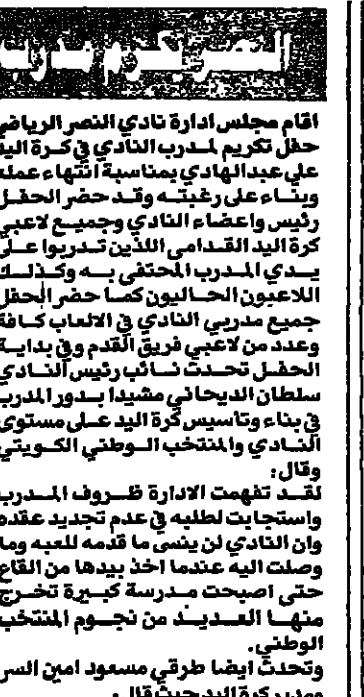 النصر يكرم مدرب
اقام مجلس ادارة نادي النصر الرياضي
حفل تكريم لمدرب النادي في كرة اليد
علي عبدالهادي بمناسبة انتهاء عمله
وبناء على رغبته وقد حضر الحفل
رئيس واعضاء النادي وجميع لاعبي
كرة اليد القدامى اللذين تدربوا على
يدي المدرب المحتفى به وكذلك
اللاعبون الحاليون كما حضر الحفل
جميع مدربي النادي في الالعاب كافة
وعدد من لاعبي فريق القدم وفي بداية
الحفل تحدث نائب رئيس النادي
سلطان الديحاني مشيدا بدور المدرب
في بناء وتاسيس كرة اليد على مستوى
النادي والمنتخب الوطني الكويتي
وقال:
لقد تفهمت الادارة ظروف المدرب
واستجابت لطلبه في عدم تجديد عقده
وان النادي لن ينسى ما قدمه للعبه وما
وصلت اليه عندما اخذ بيدها من القاع
حتى اصبحت مدرسة كبيرة تخرج
منها العديد من نجوم المنتخب
الوطني.
وتحدث ايضا طرقي مسعود امين السر
ومدير كرة اليد حيث قال: